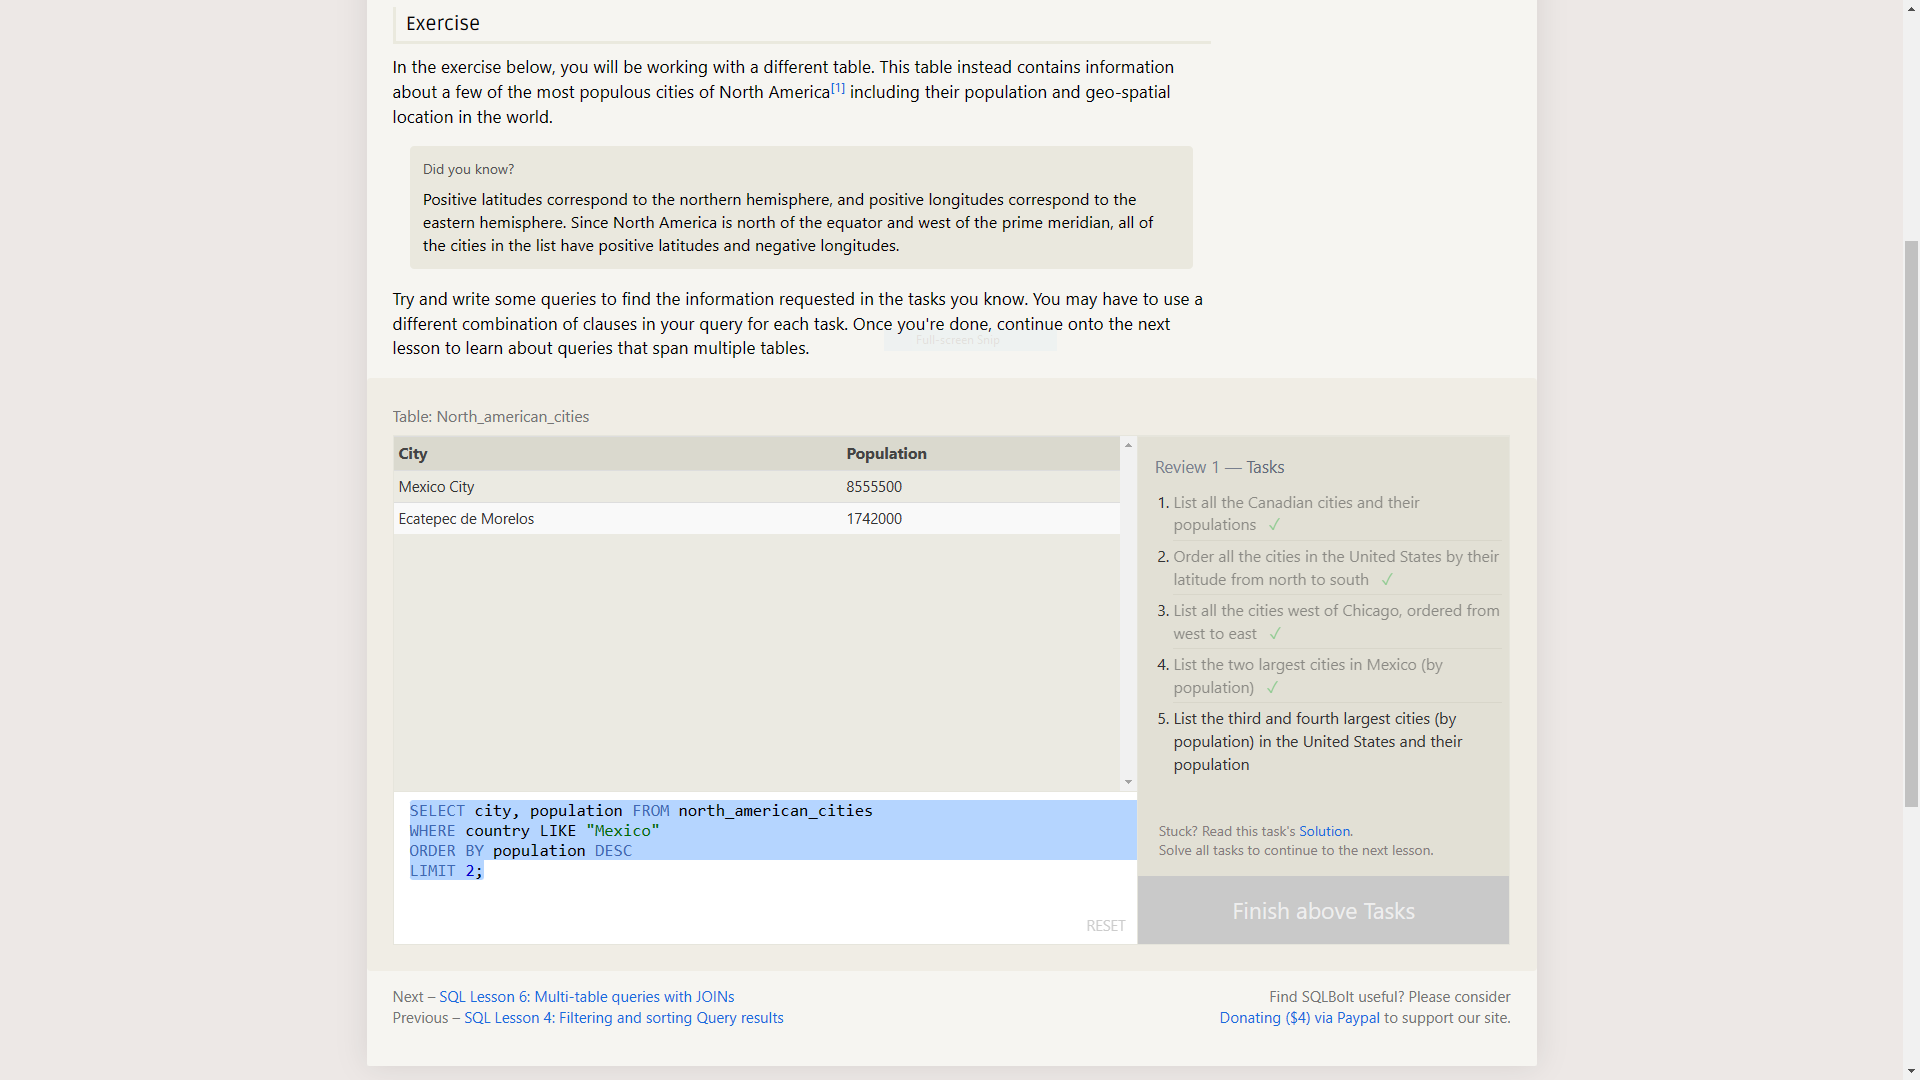 Exercise
In the exercise below, you will be working with a different table. This table instead contains information
about a few of the most populous cities of North America[1] including their population and geo-spatial
location in the world.
Did you know?
Positive latitudes correspond to the northern hemisphere, and positive longitudes correspond to the
eastern hemisphere. Since North America is north of the equator and west of the prime meridian, all of
the cities in the list have positive latitudes and negative longitudes.
Try and write some queries to find the information requested in the tasks you know. You may have to use a
different combination of clauses in your query for each task. Once you're done, continue onto the next
lesson to learn about queries that span multiple tables.
Full-screen Snip
Table: North_american_cities
City Population
Mexico City 8555500
Ecatepec de Morelos 1742000
SELECT city, population FROM north_american_cities
WHERE country LIKE "Mexico"
ORDER BY population DESC
LIMIT 2;
RESET
Review 1 — Tasks
1. List all the Canadian cities and their
populations ✓
2. Order all the cities in the United States by their
latitude from north to south ✓
3. List all the cities west of Chicago, ordered from
west to east ✓
4. List the two largest cities in Mexico (by
population) ✓
5. List the third and fourth largest cities (by
population) in the United States and their
population
Stuck? Read this task's Solution.
Solve all tasks to continue to the next lesson.
Finish above Tasks
Next – SQL Lesson 6: Multi-table queries with JOINs
Previous – SQL Lesson 4: Filtering and sorting Query results
Find SQLBolt useful? Please consider
Donating ($4) via Paypal to support our site.